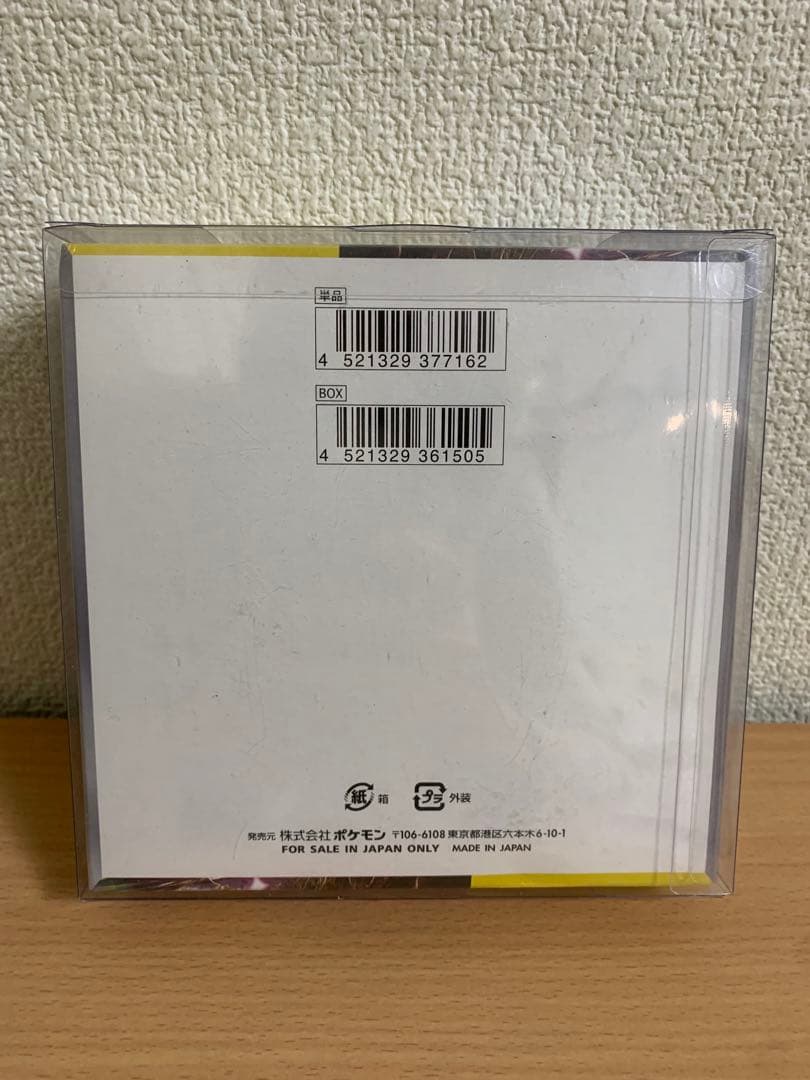 単品
4 521329 377162
BOX
4 521329 361505
紙 箱 プラ 外装
発売元 株式会社ポケモン 〒106-6108 東京都港区六本木6-10-1
FOR SALE IN JAPAN ONLY MADE IN JAPAN